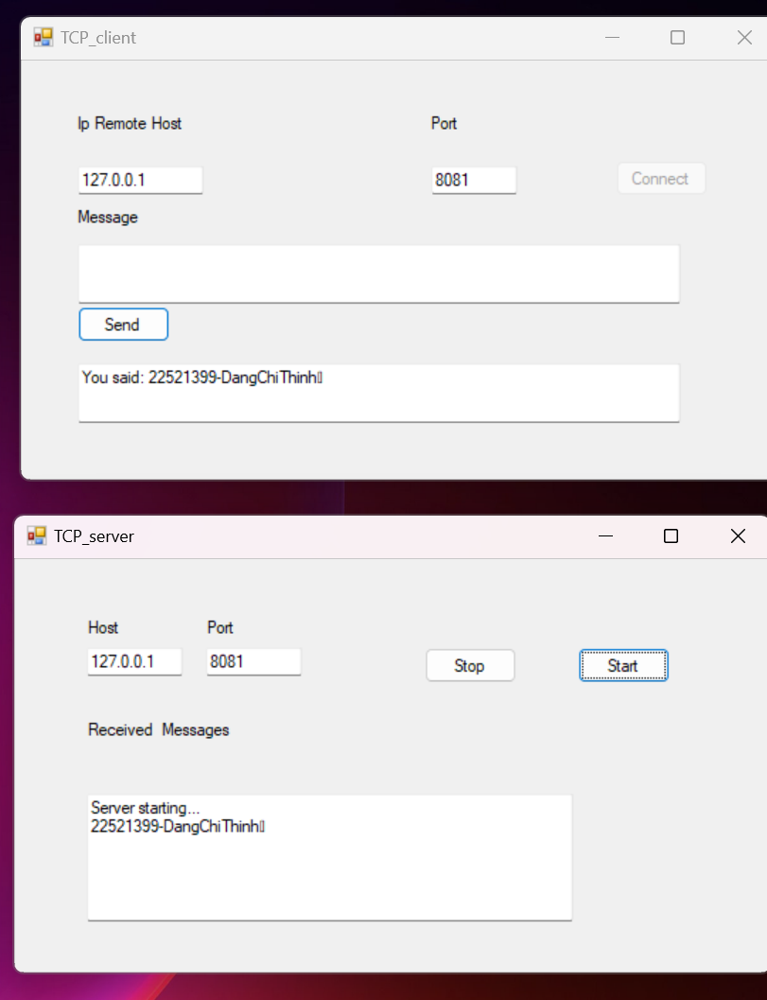 TCP_client
Ip Remote Host Port
127.0.0.1 8081 Connect
Message
Send
You said: 22521399-DangChiThinh▯
TCP_server
Host Port
127.0.0.1 8081 Stop Start
Received  Messages
Server starting...
22521399-DangChiThinh▯